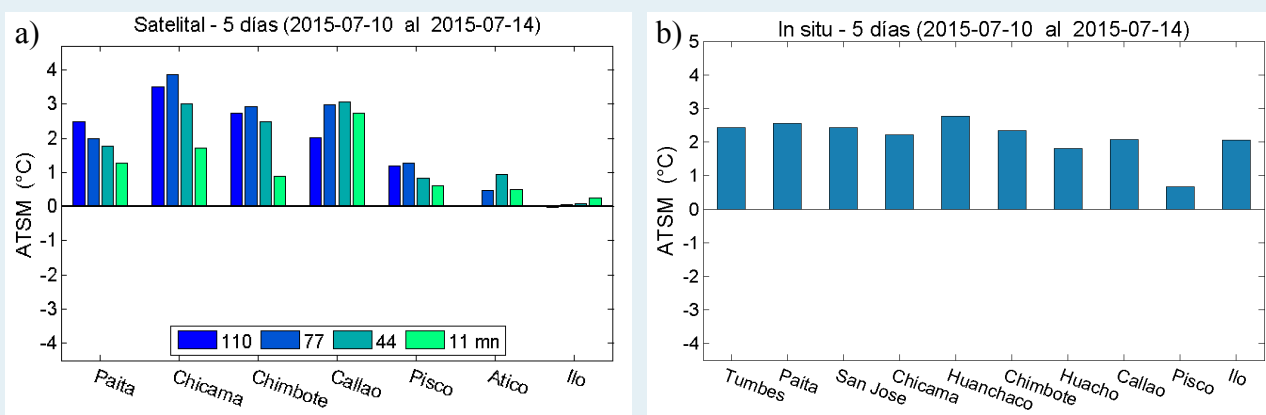 a)
Satelital - 5 días (2015-07-10 al 2015-07-14)
ATSM (°C)
4
3
2
1
0
-1
-2
-3
-4
110 77 44 11 mn
Paita Chicama Chimbote Callao Pisco Atico Ilo
b)
In situ - 5 días (2015-07-10 al 2015-07-14)
ATSM (°C)
5
4
3
2
1
0
-1
-2
-3
-4
Tumbes Paita San Jose Chicama Huanchaco Chimbote Huacho Callao Pisco Ilo